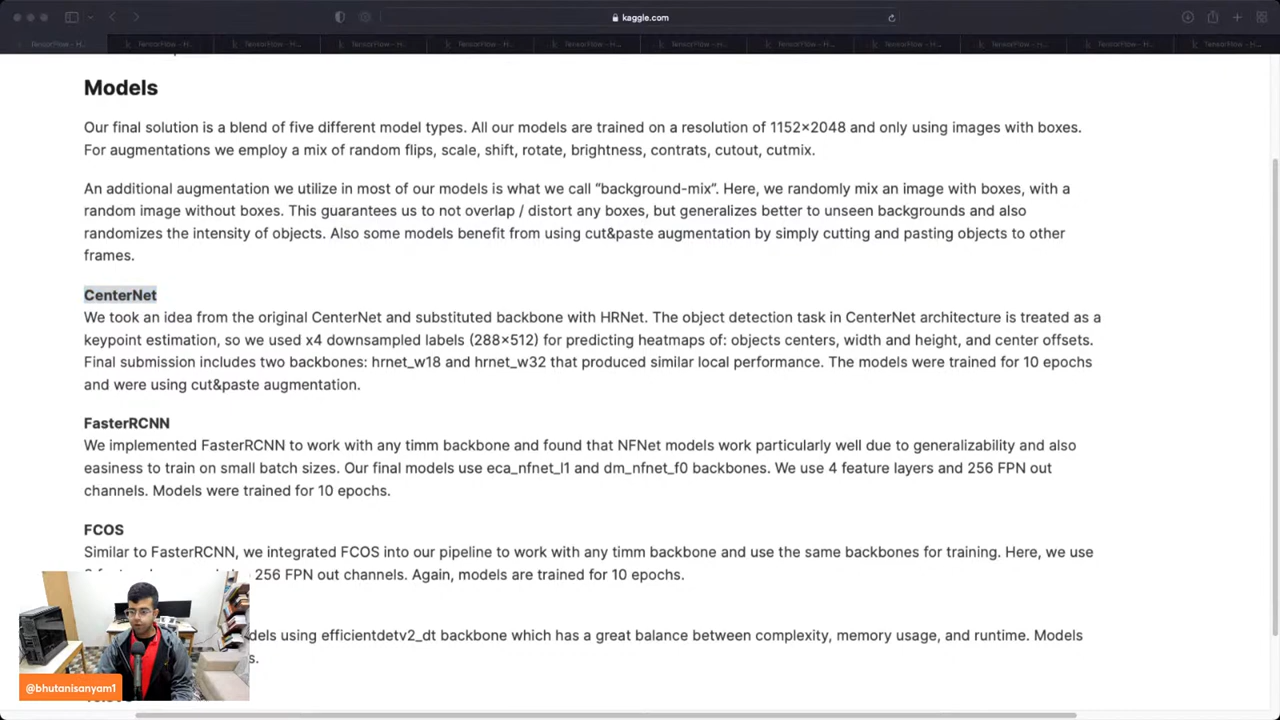 kaggle.com
Models
Our final solution is a blend of five different model types. All our models are trained on a resolution of 1152×2048 and only using images with boxes.
For augmentations we employ a mix of random flips, scale, shift, rotate, brightness, contrats, cutout, cutmix.
An additional augmentation we utilize in most of our models is what we call “background-mix”. Here, we randomly mix an image with boxes, with a
random image without boxes. This guarantees us to not overlap / distort any boxes, but generalizes better to unseen backgrounds and also
randomizes the intensity of objects. Also some models benefit from using cut&paste augmentation by simply cutting and pasting objects to other
frames.
CenterNet
We took an idea from the original CenterNet and substituted backbone with HRNet. The object detection task in CenterNet architecture is treated as a
keypoint estimation, so we used x4 downsampled labels (288×512) for predicting heatmaps of: objects centers, width and height, and center offsets.
Final submission includes two backbones: hrnet_w18 and hrnet_w32 that produced similar local performance. The models were trained for 10 epochs
and were using cut&paste augmentation.
FasterRCNN
We implemented FasterRCNN to work with any timm backbone and found that NFNet models work particularly well due to generalizability and also
easiness to train on small batch sizes. Our final models use eca_nfnet_l1 and dm_nfnet_f0 backbones. We use 4 feature layers and 256 FPN out
channels. Models were trained for 10 epochs.
FCOS
Similar to FasterRCNN, we integrated FCOS into our pipeline to work with any timm backbone and use the same backbones for training. Here, we use
256 FPN out channels. Again, models are trained for 10 epochs.
using efficientdetv2_dt backbone which has a great balance between complexity, memory usage, and runtime. Models
@bhutanisanyam1